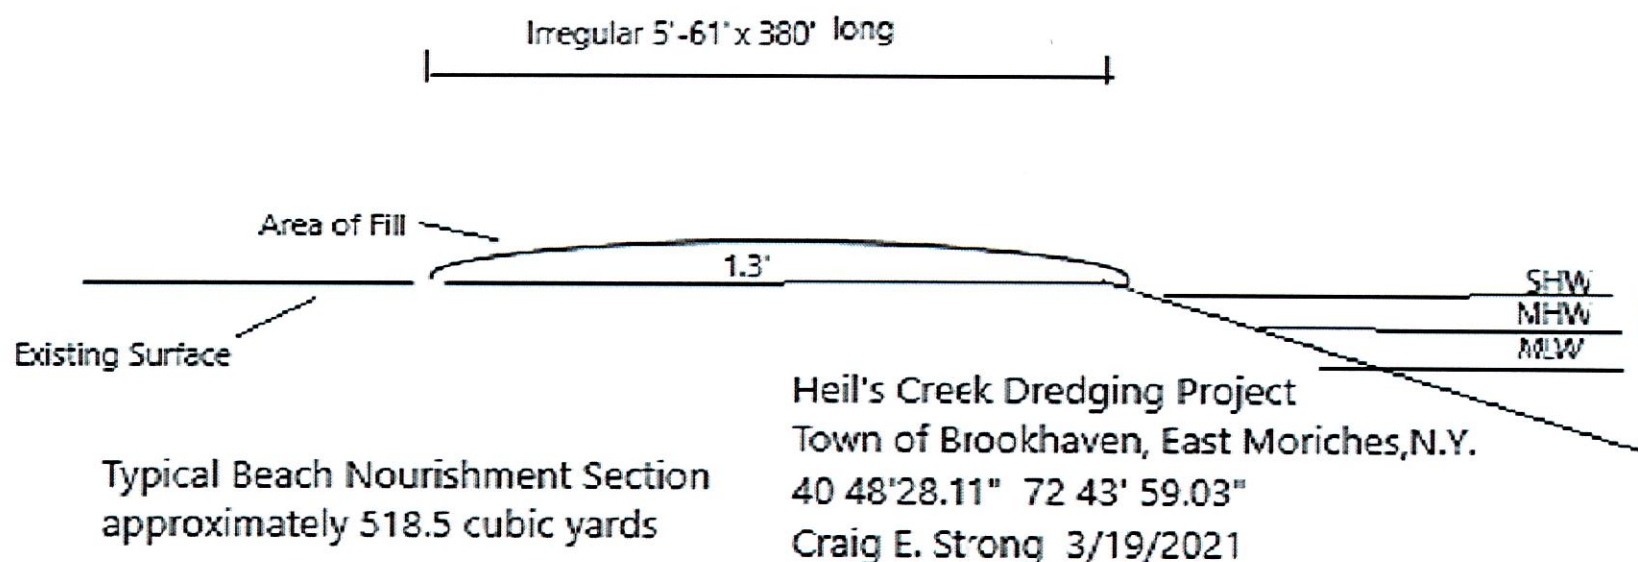 Irregular 5'-61' x 380' long
Area of Fill
1.3'
SHW
MHW
MLW
Existing Surface
Heil's Creek Dredging Project
Town of Brookhaven, East Moriches,N.Y.
40 48'28.11" 72 43' 59.03"
Craig E. Strong 3/19/2021
Typical Beach Nourishment Section
approximately 518.5 cubic yards